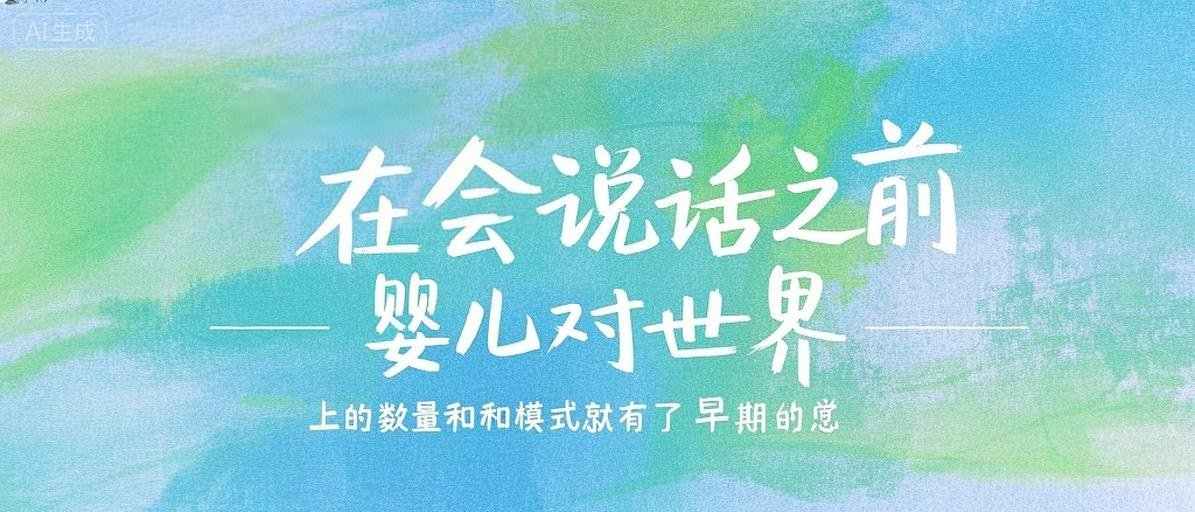 AI生成
在会说话之前
婴儿对世界
上的数量和和模式就有了早期的